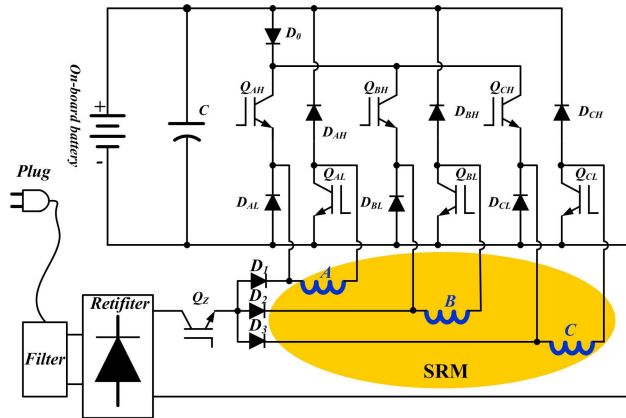 D0
QAH
QBH
QCH
On-board battery
+
-
C
DAH
DBH
DCH
QAL
QBL
QCL
DAL
DBL
DCL
Plug
D1
A
Retifiter
QZ
D2
B
D3
C
Filter
SRM